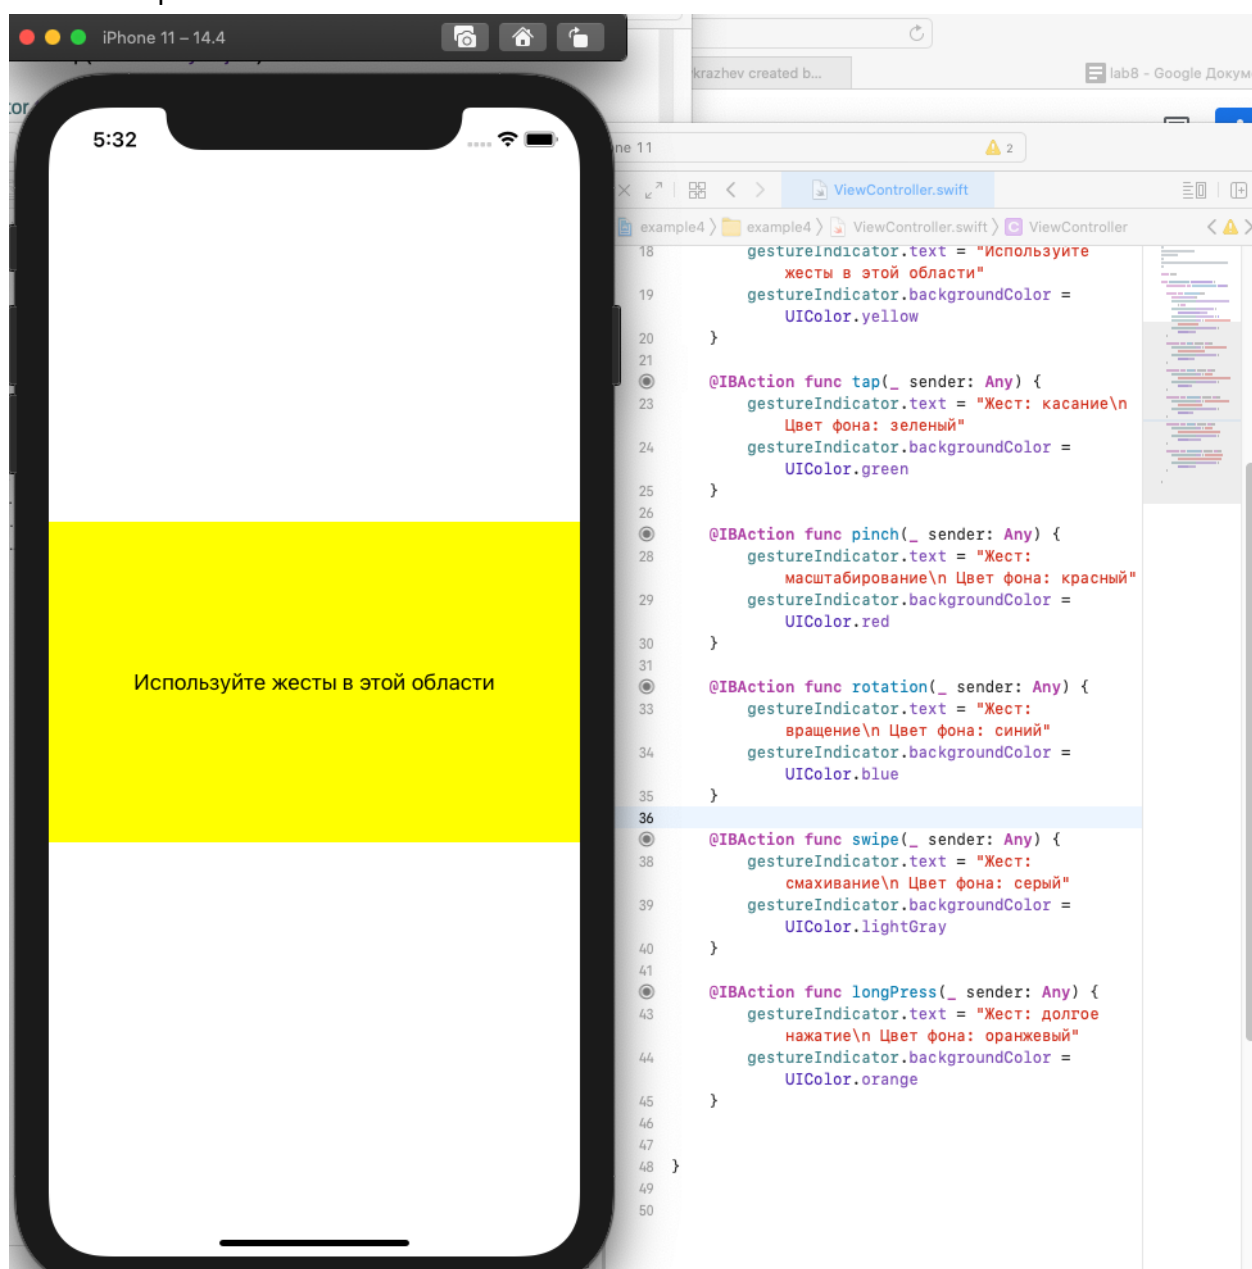 iPhone 11 – 14.4
krazhev created b...
lab8 - Google Докум
tor
5:32
ne 11
2
ViewController.swift
example4
example4
ViewController.swift
C
ViewController
18 gestureIndicator.text = "Используйте
жесты в этой области"
19 gestureIndicator.backgroundColor =
UIColor.yellow
20 }
21
@IBAction func tap(_ sender: Any) {
23 gestureIndicator.text = "Жест: касание\n
Цвет фона: зеленый"
24 gestureIndicator.backgroundColor =
UIColor.green
25 }
26
@IBAction func pinch(_ sender: Any) {
28 gestureIndicator.text = "Жест:
масштабирование\n Цвет фона: красный"
29 gestureIndicator.backgroundColor =
UIColor.red
30 }
31
@IBAction func rotation(_ sender: Any) {
33 gestureIndicator.text = "Жест:
вращение\n Цвет фона: синий"
34 gestureIndicator.backgroundColor =
UIColor.blue
35 }
36
@IBAction func swipe(_ sender: Any) {
38 gestureIndicator.text = "Жест:
смахивание\n Цвет фона: серый"
39 gestureIndicator.backgroundColor =
UIColor.lightGray
40 }
41
@IBAction func longPress(_ sender: Any) {
43 gestureIndicator.text = "Жест: долгое
нажатие\n Цвет фона: оранжевый"
44 gestureIndicator.backgroundColor =
UIColor.orange
45 }
46
47
48 }
49
50
Используйте жесты в этой области